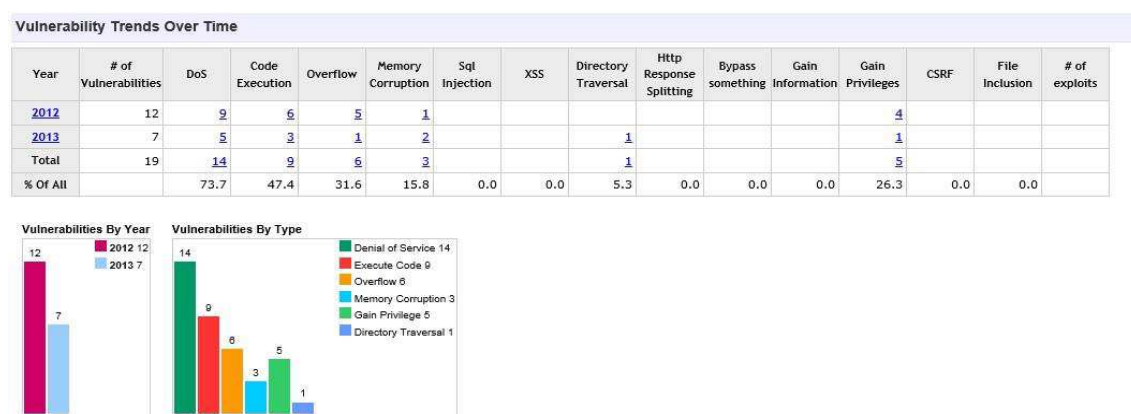 Vulnerability Trends Over Time
Year # of Vulnerabilities DoS Code Execution Overflow Memory Corruption Sql Injection XSS Directory Traversal Http Response Splitting Bypass something Gain Information Gain Privileges CSRF File Inclusion # of exploits
2012 12 9 6 5 1 4
2013 7 5 3 1 2 1 1
Total 19 14 9 6 3 1 5
% Of All 73.7 47.4 31.6 15.8 0.0 0.0 5.3 0.0 0.0 0.0 26.3 0.0 0.0
Vulnerabilities By Year
12
7
2012 12
2013 7
Vulnerabilities By Type
14
9
6
3
5
1
Denial of Service 14
Execute Code 9
Overflow 6
Memory Corruption 3
Gain Privilege 5
Directory Traversal 1